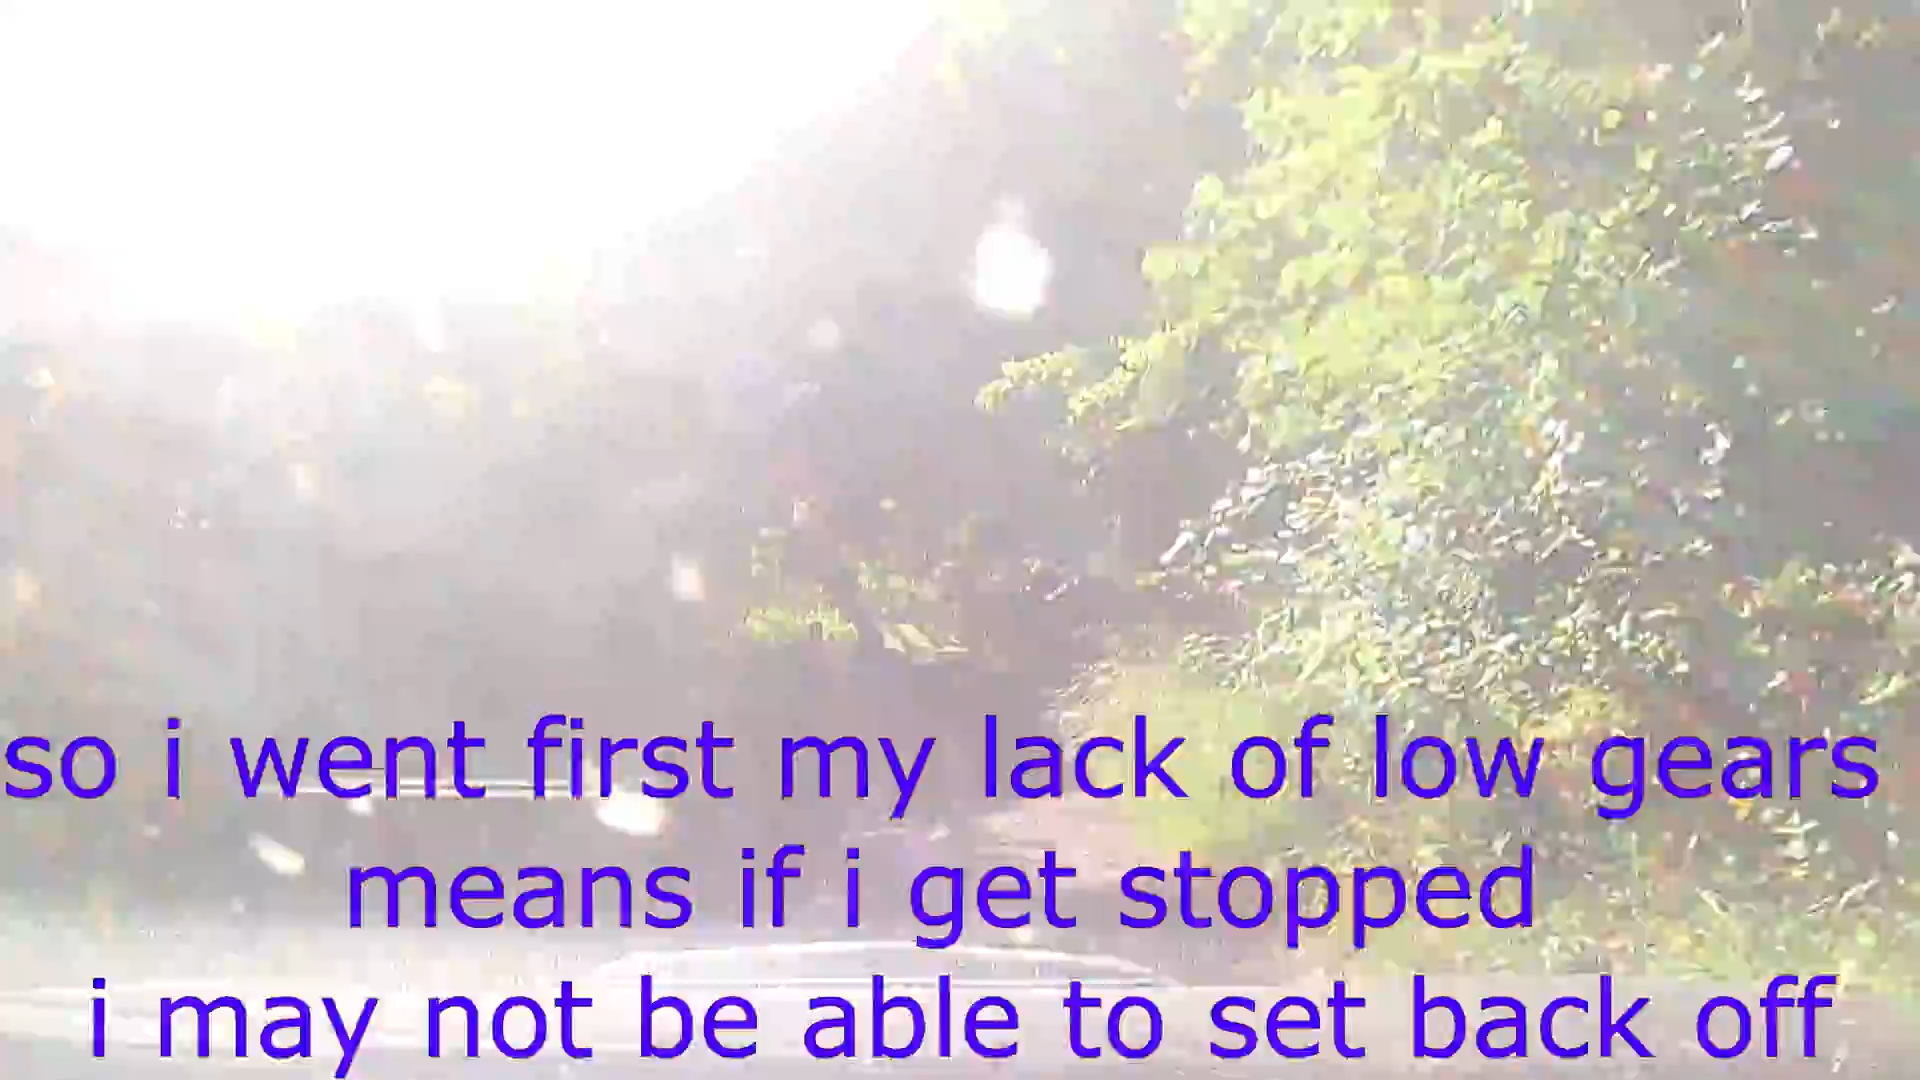 so i went first my lack of low gears
means if i get stopped
i may not be able to set back off